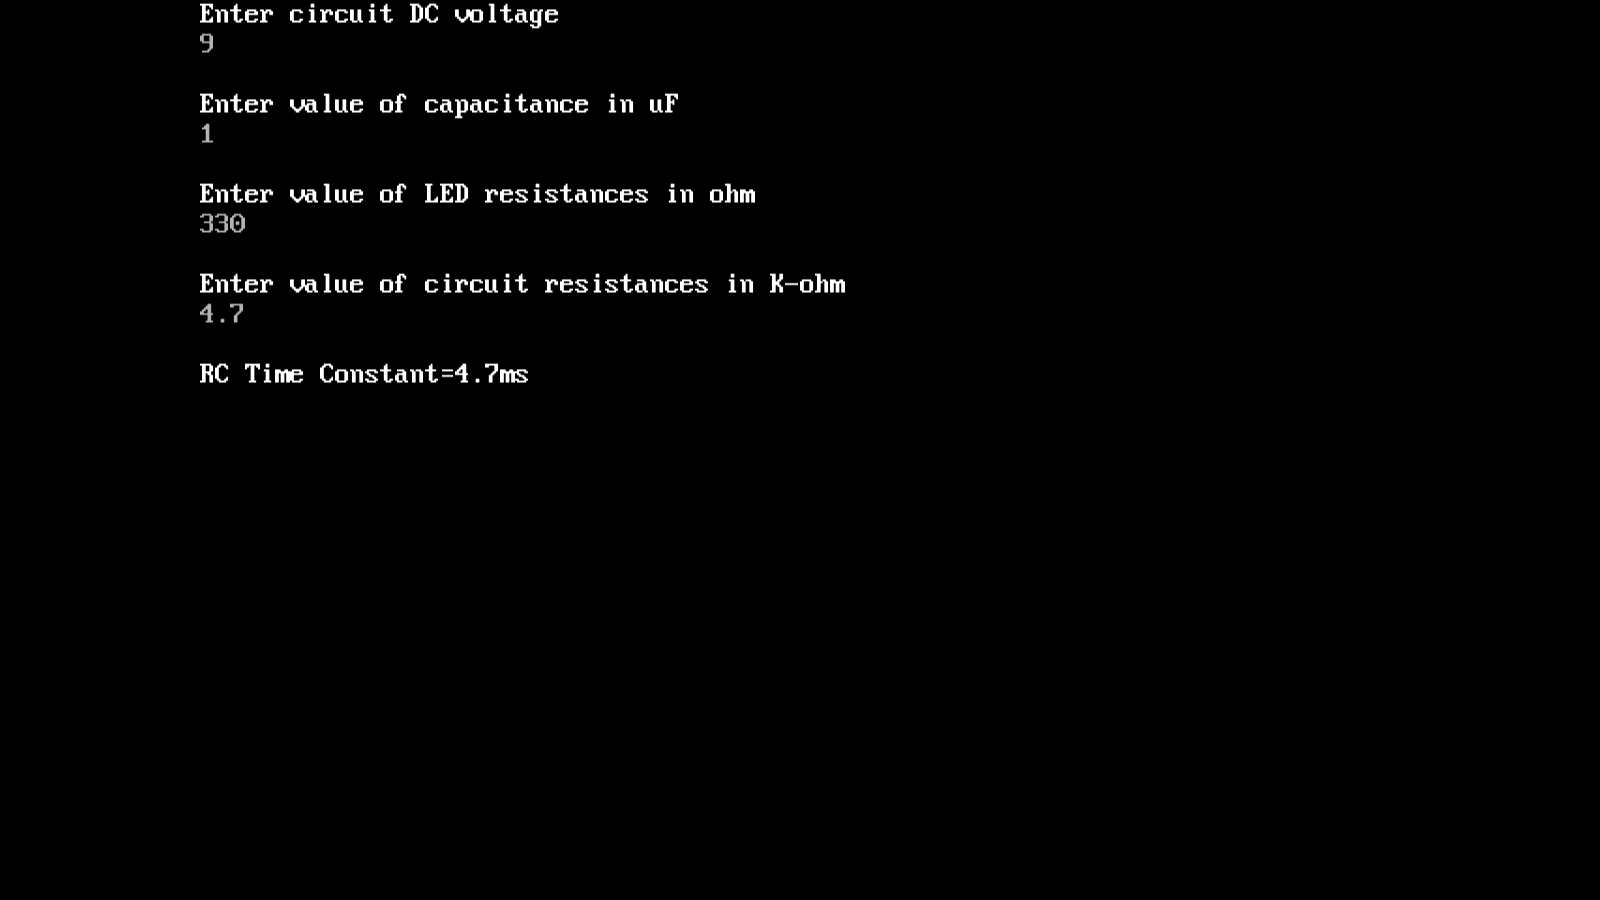 Enter circuit DC voltage
9
Enter value of capacitance in uF
1
Enter value of LED resistances in ohm
330
Enter value of circuit resistances in K-ohm
4.7
RC Time Constant=4.7ms